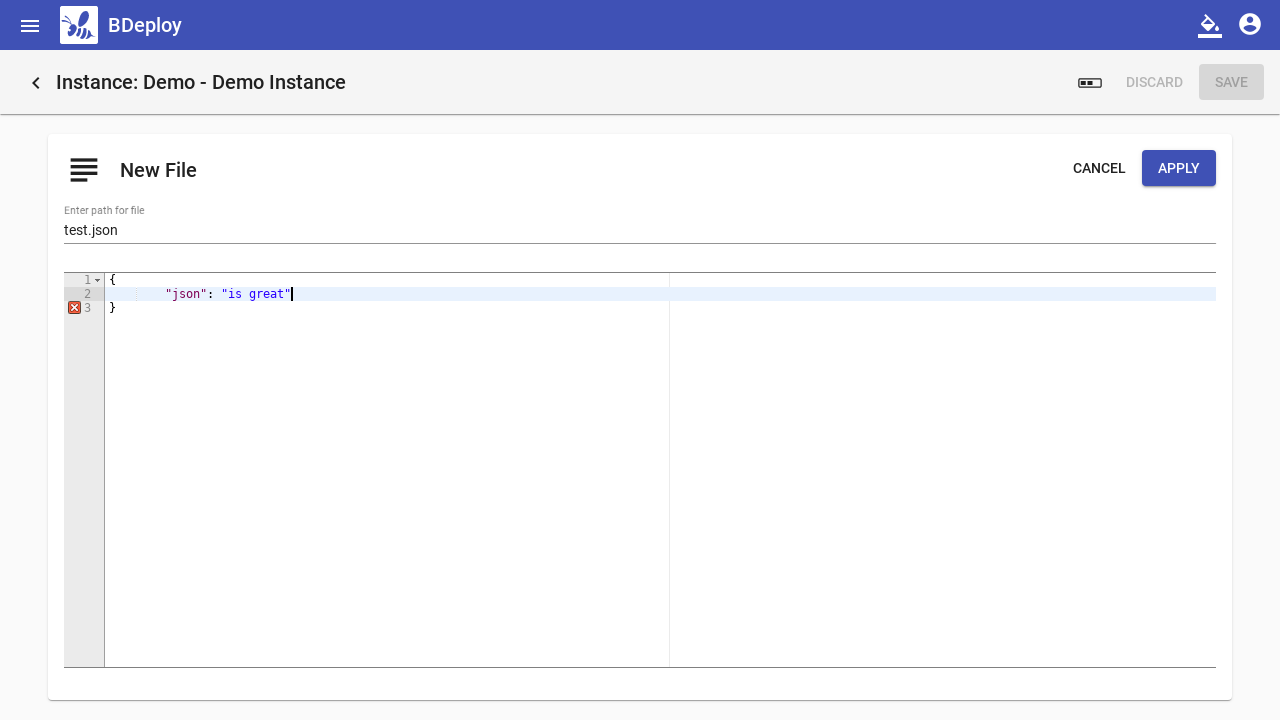 BDeploy
Instance: Demo - Demo Instance
DISCARD
SAVE
New File
CANCEL
APPLY
Enter path for file
test.json
1 {
2 "json": "is great"
3 }